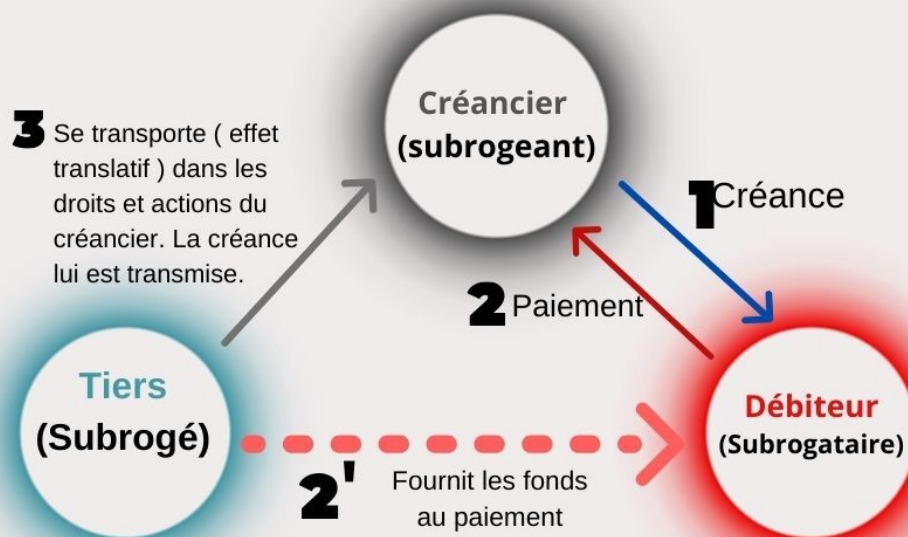 Créancier
(subrogeant)
3 Se transporte ( effet
translatif ) dans les
droits et actions du
créancier. La créance
lui est transmise.
1 Créance
2 Paiement
Tiers
(Subrogé)
Débiteur
(Subrogataire)
2' Fournit les fonds
au paiement